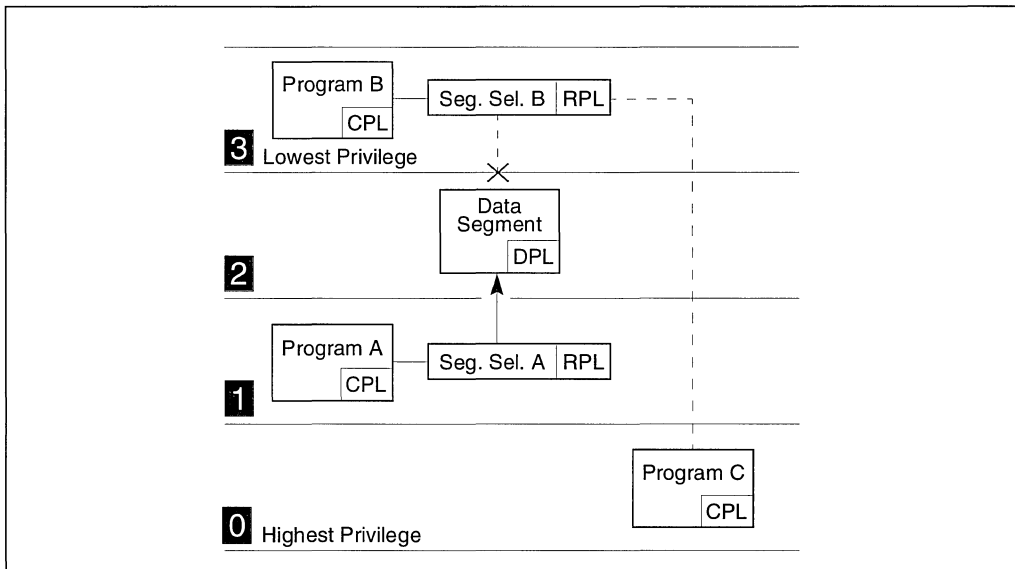 Program B
CPL
Seg. Sel. B RPL
3 Lowest Privilege
Data
Segment
DPL
2
Program A
CPL
Seg. Sel. A RPL
1
Program C
CPL
0 Highest Privilege